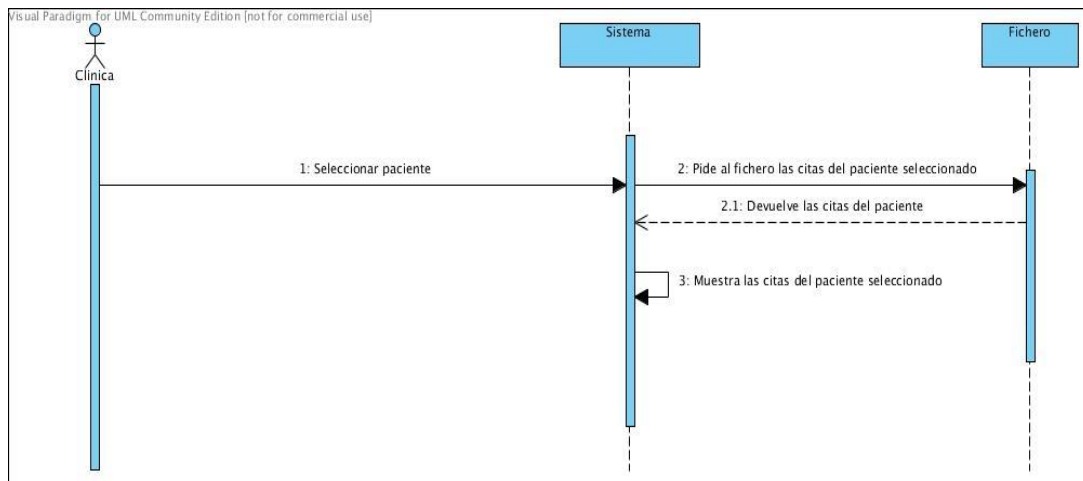 Visual Paradigm for UML Community Edition [not for commercial use]
Clinica
Sistema
Fichero
1: Seleccionar paciente
2: Pide al fichero las citas del paciente seleccionado
2.1: Devuelve las citas del paciente
3: Muestra las citas del paciente seleccionado